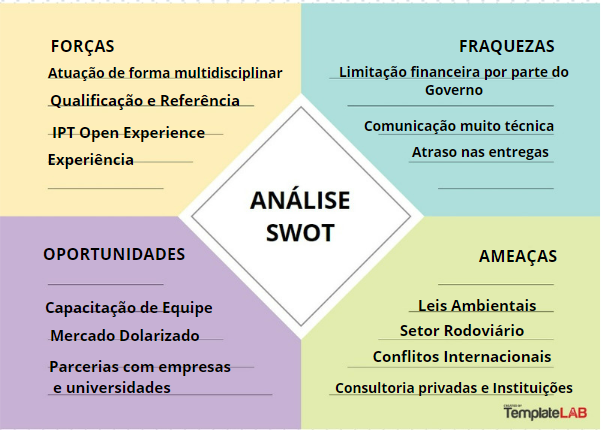 FORÇAS
Atuação de forma multidisciplinar
Qualificação e Referência
IPT Open Experience
Experiência
FRAQUEZAS
Limitação financeira por parte do
Governo
Comunicação muito técnica
Atraso nas entregas
ANÁLISE
SWOT
OPORTUNIDADES
Capacitação de Equipe
Mercado Dolarizado
Parcerias com empresas
e universidades
AMEAÇAS
Leis Ambientais
Setor Rodoviário
Conflitos Internacionais
Consultoria privadas e Instituições
CREATED BY
TemplateLAB